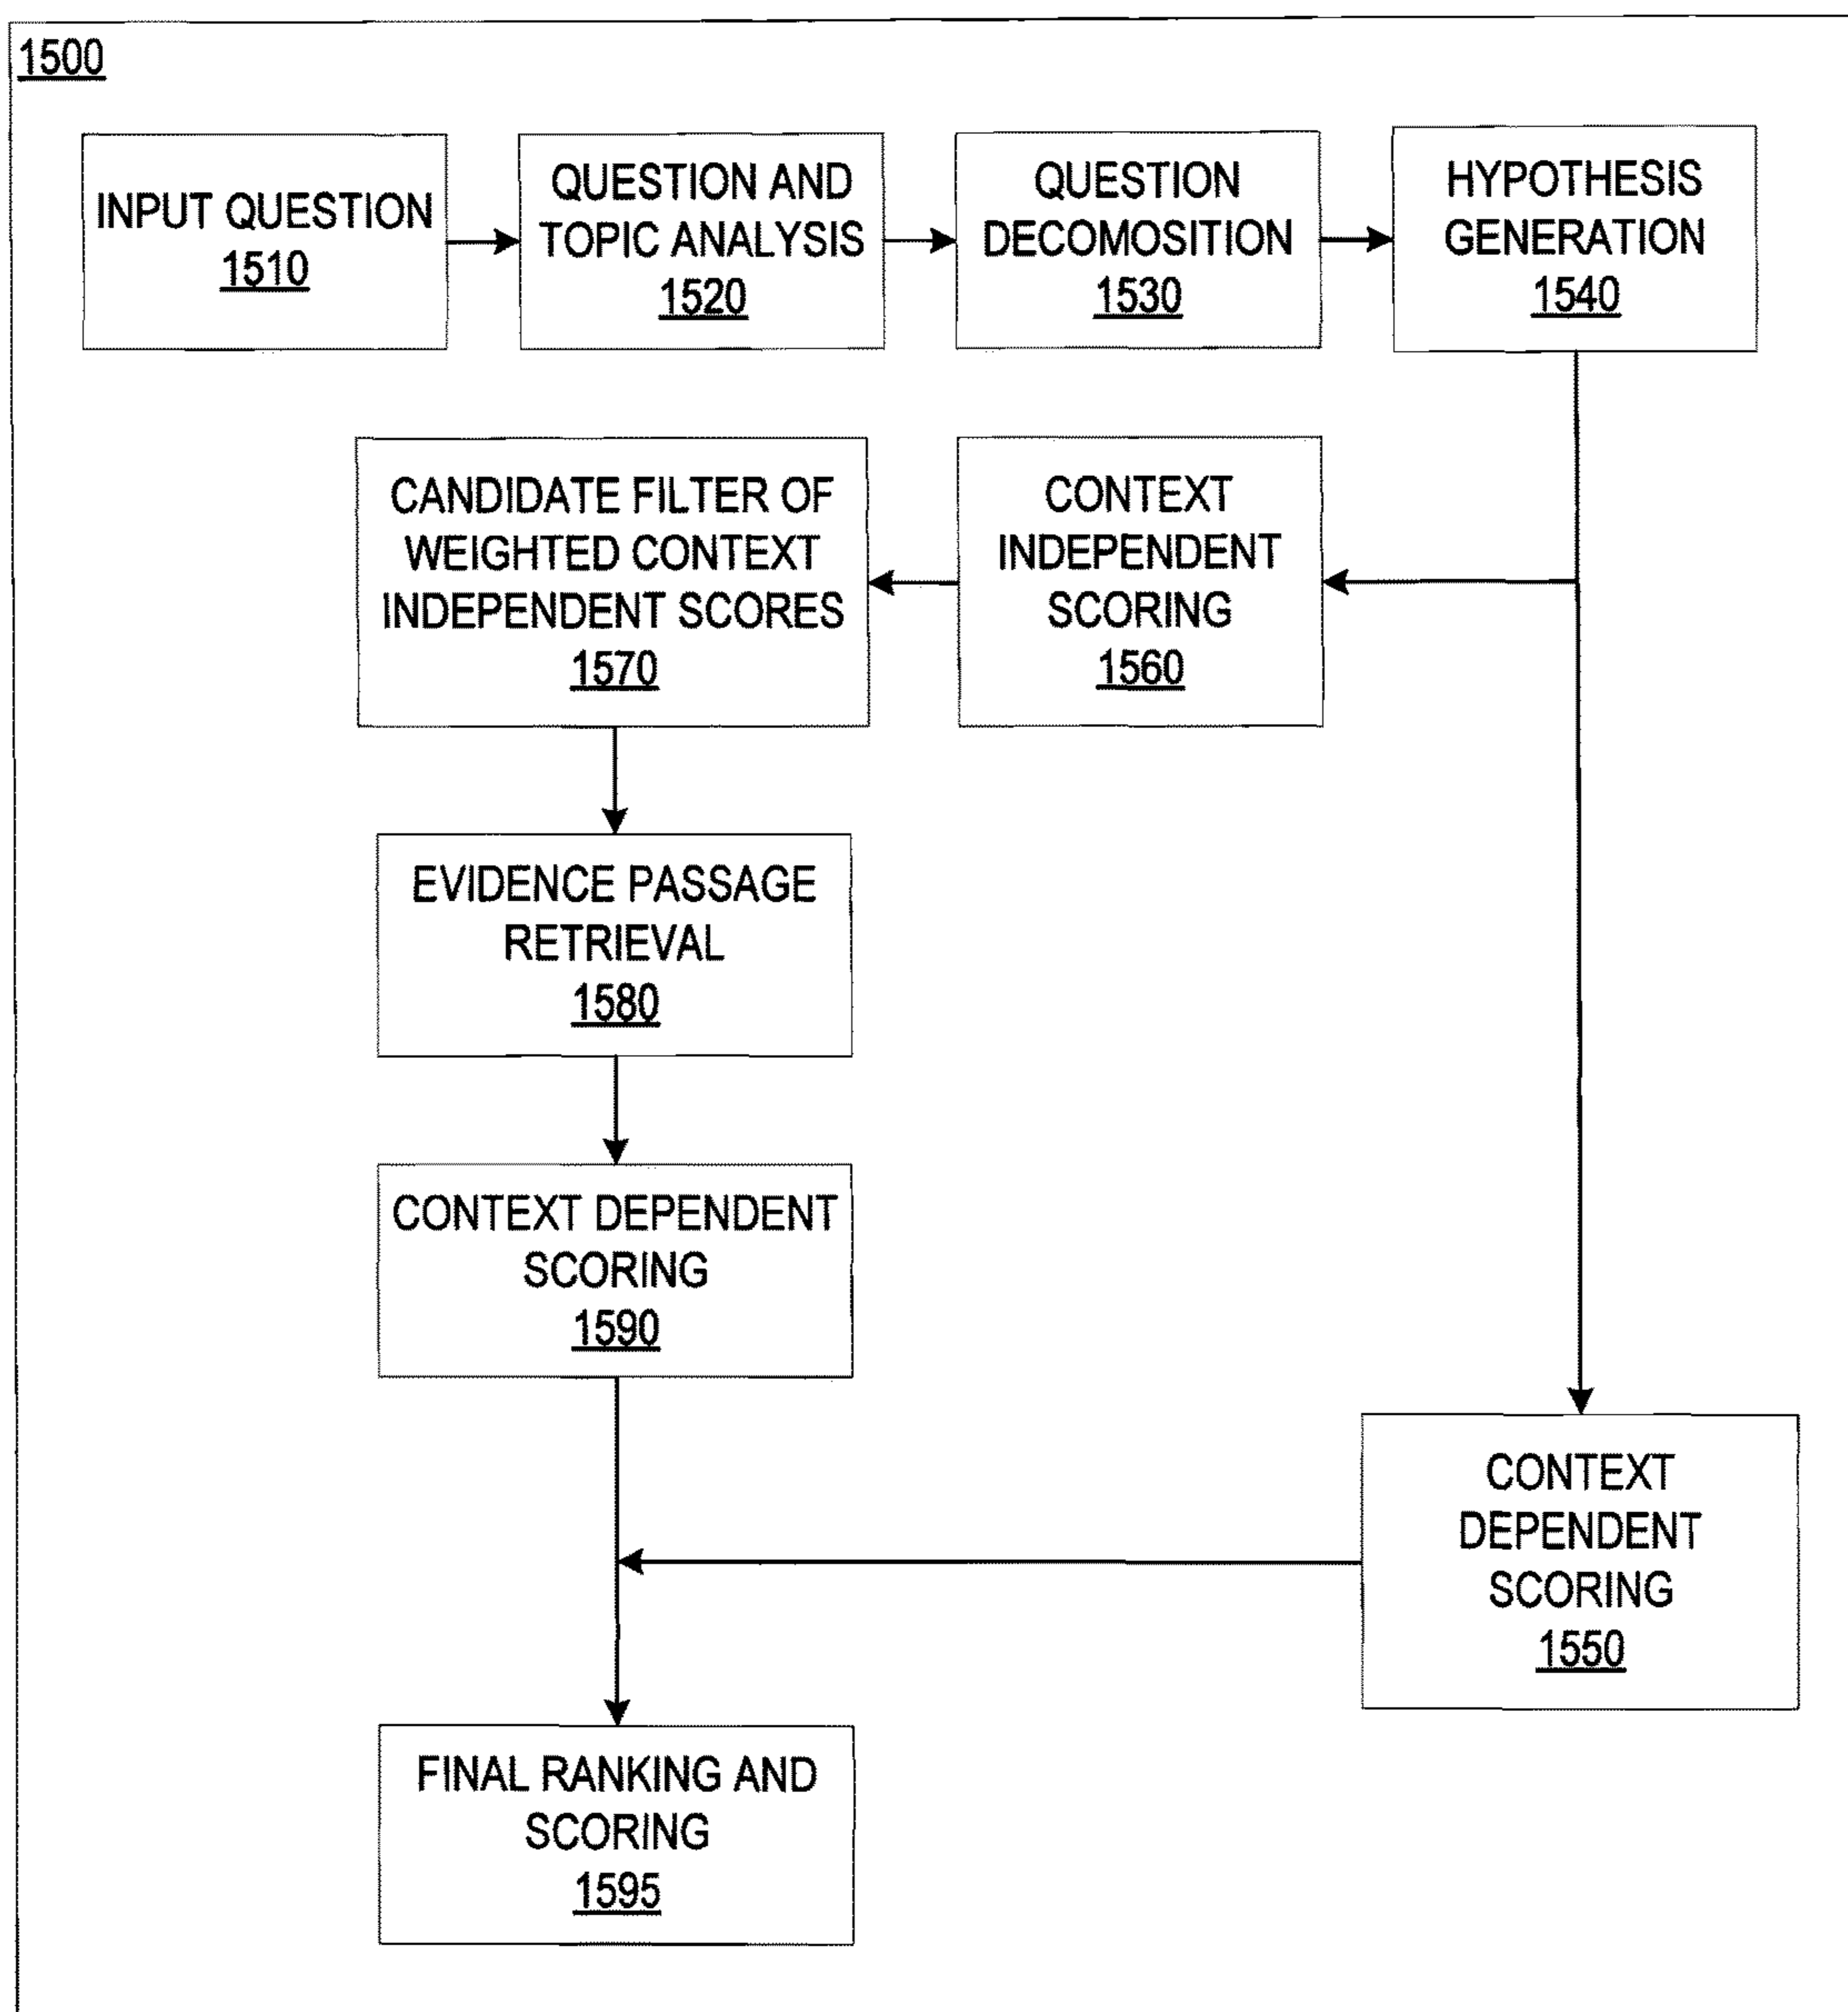 1500
INPUT QUESTION
1510
QUESTION AND
TOPIC ANALYSIS
1520
QUESTION
DECOMOSITION
1530
HYPOTHESIS
GENERATION
1540
CANDIDATE FILTER OF
WEIGHTED CONTEXT
INDEPENDENT SCORES
1570
CONTEXT
INDEPENDENT
SCORING
1560
EVIDENCE PASSAGE
RETRIEVAL
1580
CONTEXT DEPENDENT
SCORING
1590
CONTEXT
DEPENDENT
SCORING
1550
FINAL RANKING AND
SCORING
1595